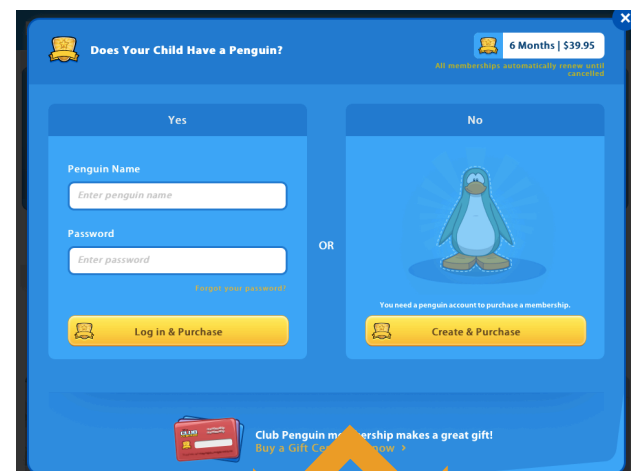 Does Your Child Have a Penguin?
6 Months | $39.95
All memberships automatically renew until
cancelled
Yes
Penguin Name
Enter penguin name
Password
Enter password
Forgot your password?
Log in & Purchase
OR
No
You need a penguin account to purchase a membership.
Create & Purchase
Club Penguin makes a great gift!
Buy a Gift now >